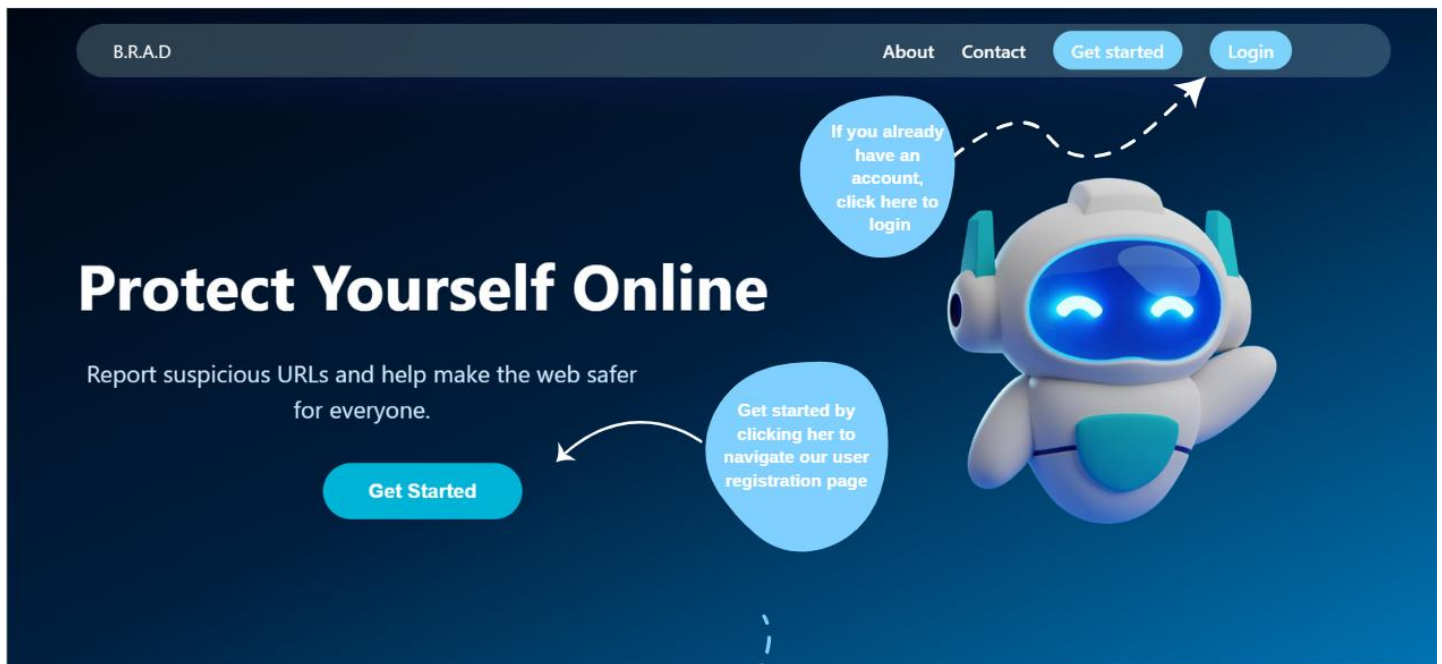 B.R.A.D
About
Contact
Get started
Login
If you already
have an
account,
click here to
login
Protect Yourself Online
Report suspicious URLs and help make the web safer
for everyone.
Get started by
clicking her to
navigate our user
registration page
Get Started